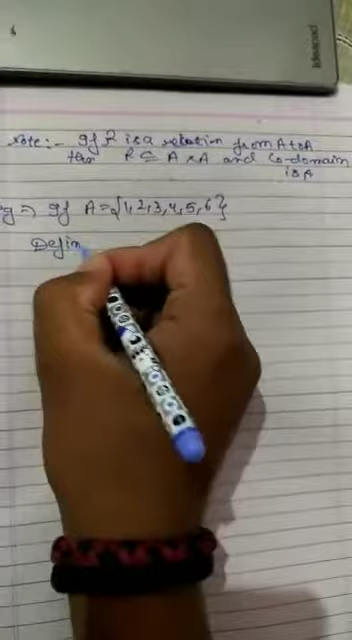 ideapad
Note:- If R is a relation from A to A
then R ⊆ A × A and Co-domain
is A
eg ⇒ If A = {1,2,3,4,5,6}
Defin